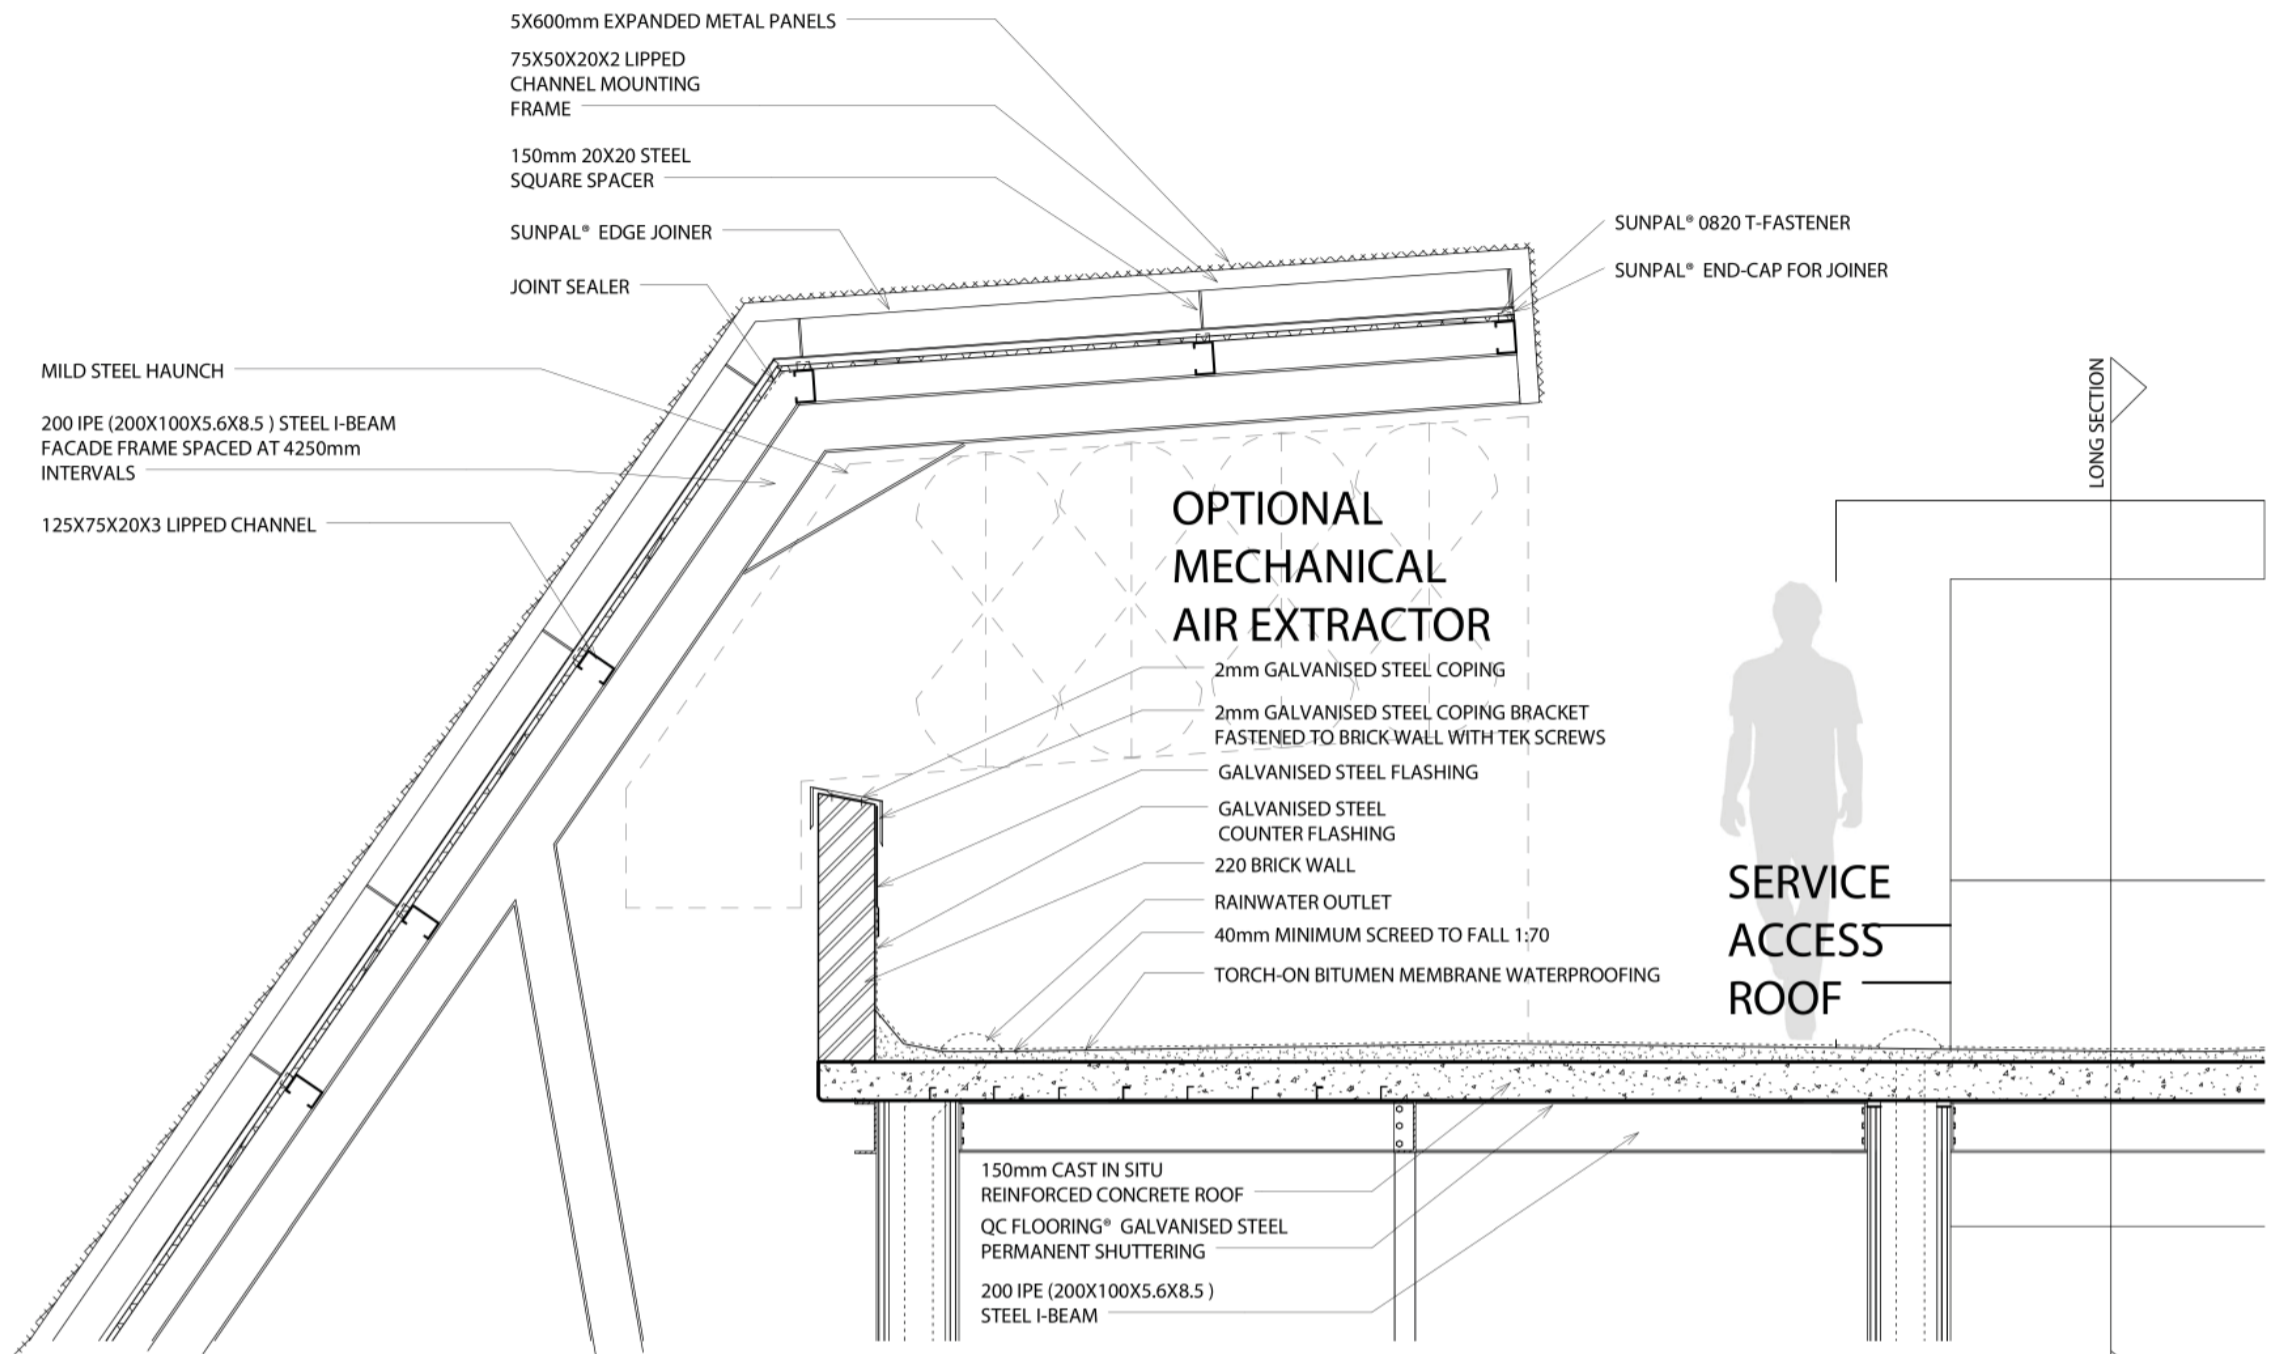 5X600mm EXPANDED METAL PANELS
75X50X20X2 LIPPED
CHANNEL MOUNTING
FRAME
150mm 20X20 STEEL
SQUARE SPACER
SUNPAL® EDGE JOINER
JOINT SEALER
SUNPAL® 0820 T-FASTENER
SUNPAL® END-CAP FOR JOINER
MILD STEEL HAUNCH
200 IPE (200X100X5.6X8.5 ) STEEL I-BEAM
FACADE FRAME SPACED AT 4250mm
INTERVALS
125X75X20X3 LIPPED CHANNEL
LONG SECTION
OPTIONAL
MECHANICAL
AIR EXTRACTOR
2mm GALVANISED STEEL COPING
2mm GALVANISED STEEL COPING BRACKET
FASTENED TO BRICK WALL WITH TEK SCREWS
GALVANISED STEEL FLASHING
GALVANISED STEEL
COUNTER FLASHING
220 BRICK WALL
RAINWATER OUTLET
40mm MINIMUM SCREED TO FALL 1:70
TORCH-ON BITUMEN MEMBRANE WATERPROOFING
SERVICE
ACCESS
ROOF
150mm CAST IN SITU
REINFORCED CONCRETE ROOF
QC FLOORING® GALVANISED STEEL
PERMANENT SHUTTERING
200 IPE (200X100X5.6X8.5 )
STEEL I-BEAM